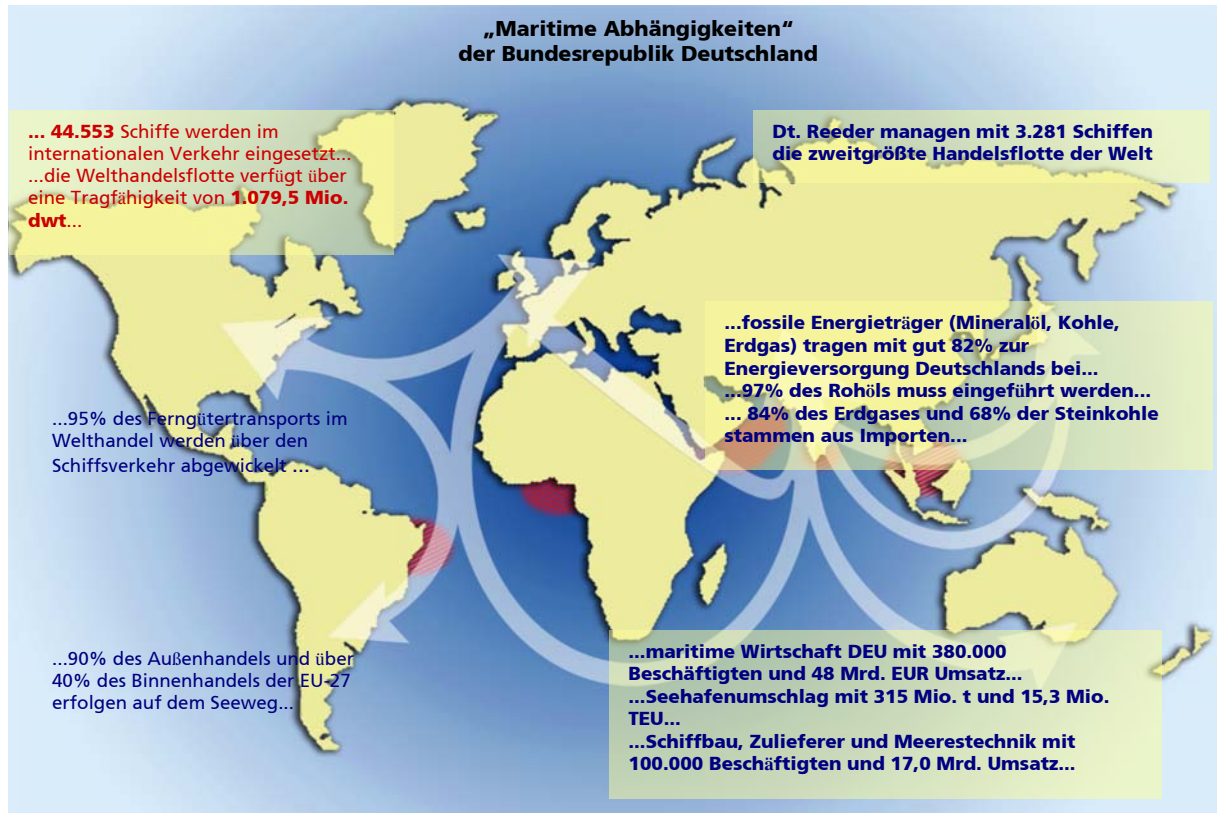 „Maritime Abhängigkeiten“
der Bundesrepublik Deutschland
... 44.553 Schiffe werden im
internationalen Verkehr eingesetzt...
...die Welthandelsflotte verfügt über
eine Tragfähigkeit von 1.079,5 Mio.
dwt...
Dt. Reeder managen mit 3.281 Schiffen
die zweitgrößte Handelsflotte der Welt
...fossile Energieträger (Mineralöl, Kohle,
Erdgas) tragen mit gut 82% zur
Energieversorgung Deutschlands bei...
...97% des Rohöls muss eingeführt werden...
... 84% des Erdgases und 68% der Steinkohle
stammen aus Importen...
...95% des Ferngütertransports im
Welthandel werden über den
Schiffsverkehr abgewickelt ...
...90% des Außenhandels und über
40% des Binnenhandels der EU-27
erfolgen auf dem Seeweg...
...maritime Wirtschaft DEU mit 380.000
Beschäftigten und 48 Mrd. EUR Umsatz...
...Seehafenumschlag mit 315 Mio. t und 15,3 Mio.
TEU...
...Schiffbau, Zulieferer und Meerestechnik mit
100.000 Beschäftigten und 17,0 Mrd. Umsatz...